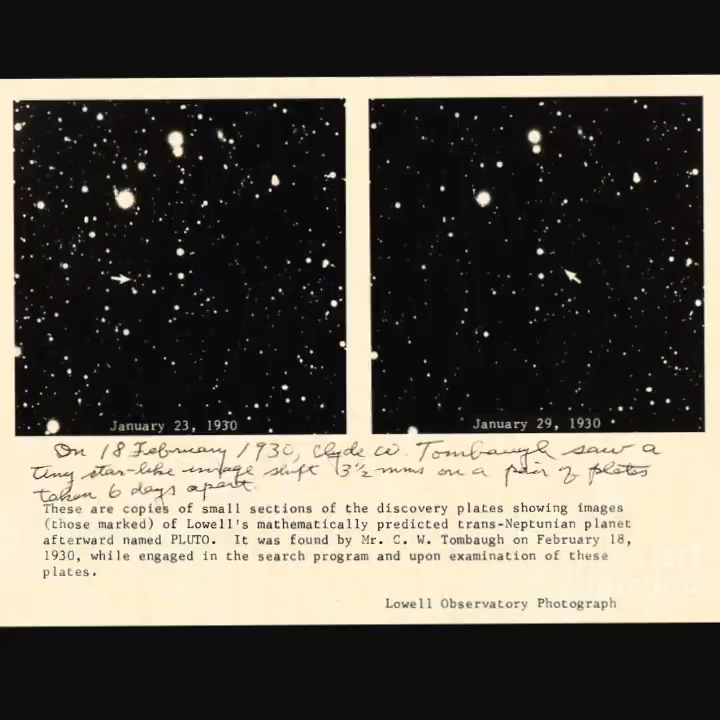 January 23, 1930
January 29, 1930
On 18 February 1930, Clyde W. Tombaugh saw a
tiny star-like image shift 3½ mms on a pair of plates
taken 6 days apart.
These are copies of small sections of the discovery plates showing images
(those marked) of Lowell's mathematically predicted trans-Neptunian planet
afterward named PLUTO. It was found by Mr. C. W. Tombaugh on February 18,
1930, while engaged in the search program and upon examination of these
plates.
Lowell Observatory Photograph